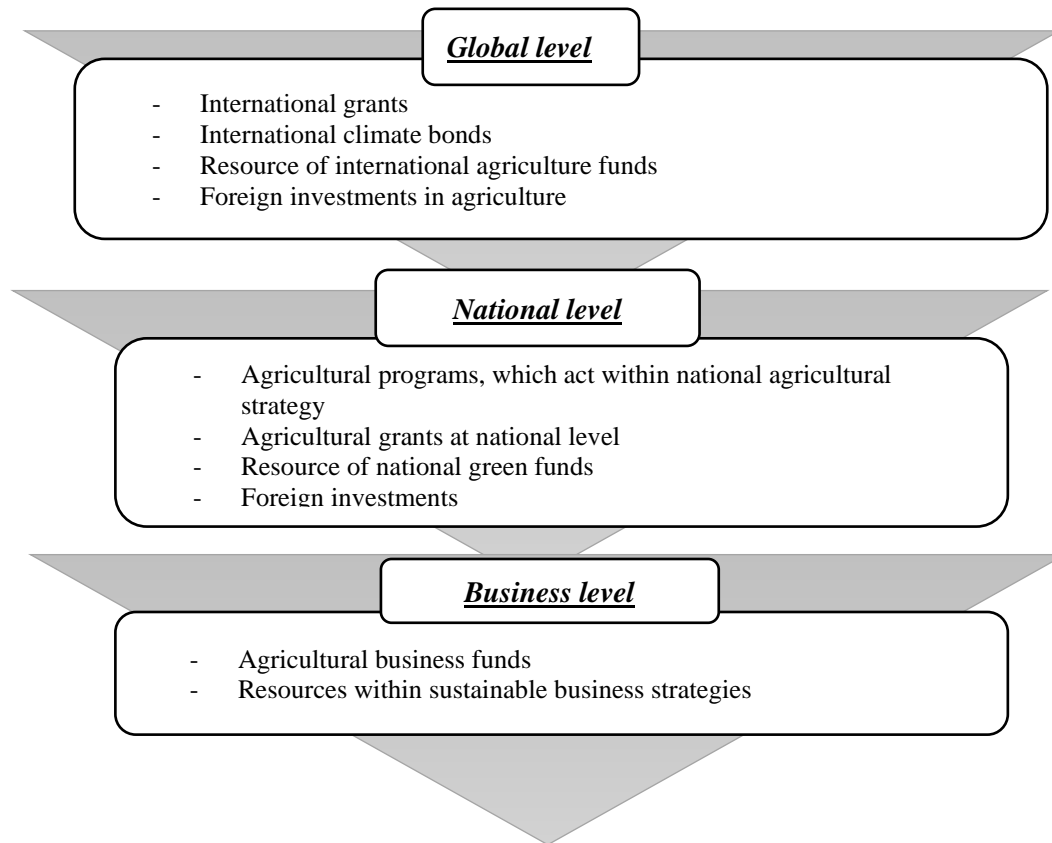 Global level
- International grants
- International climate bonds
- Resource of international agriculture funds
- Foreign investments in agriculture
National level
- Agricultural programs, which act within national agricultural
strategy
- Agricultural grants at national level
- Resource of national green funds
- Foreign investments
Business level
- Agricultural business funds
- Resources within sustainable business strategies